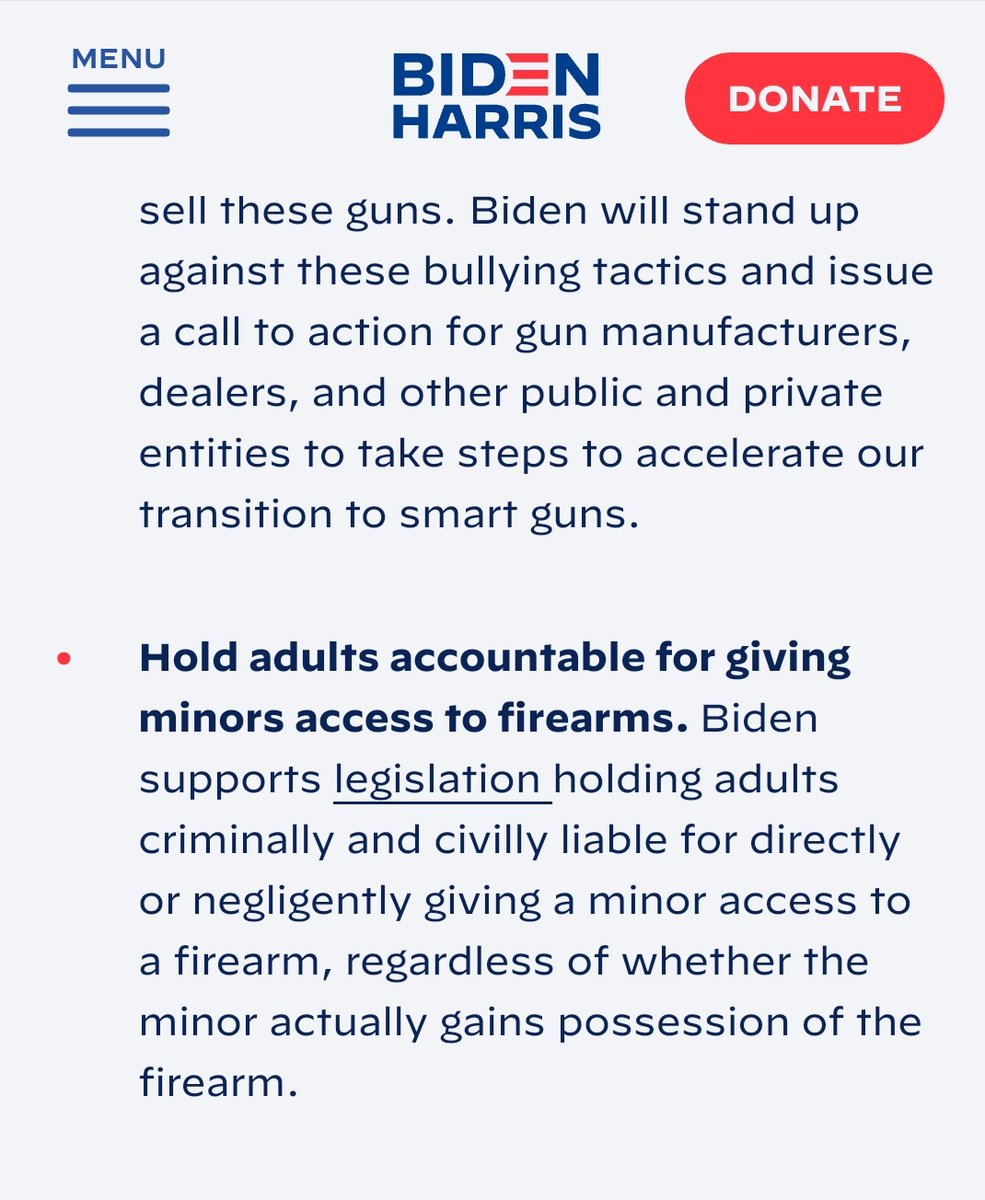 MENU
BIDEN
HARRIS
DONATE
sell these guns. Biden will stand up
against these bullying tactics and issue
a call to action for gun manufacturers,
dealers, and other public and private
entities to take steps to accelerate our
transition to smart guns.
• Hold adults accountable for giving
minors access to firearms. Biden
supports legislation holding adults
criminally and civilly liable for directly
or negligently giving a minor access to
a firearm, regardless of whether the
minor actually gains possession of the
firearm.